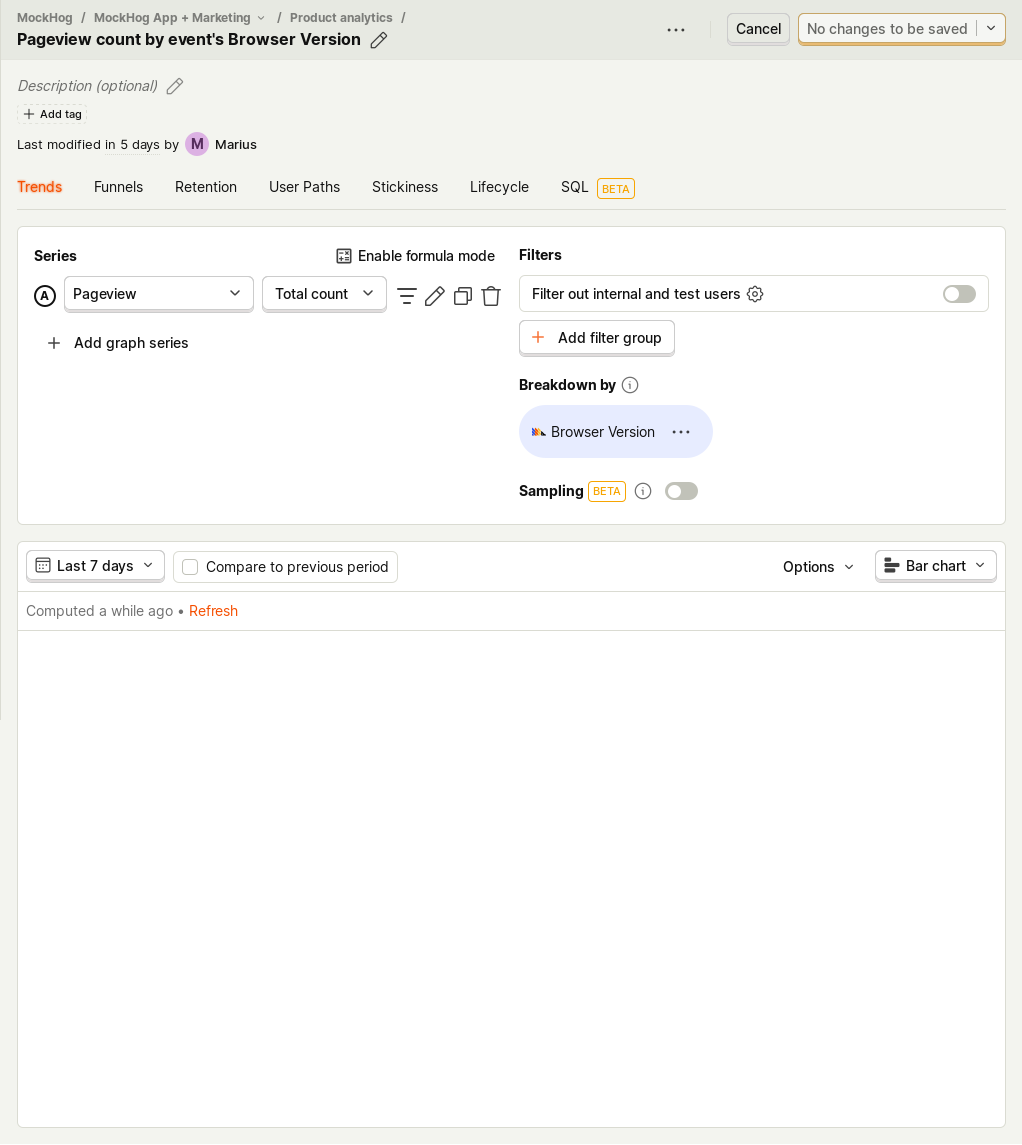 MockHog / MockHog App + Marketing / Product analytics /
Pageview count by event's Browser Version
Cancel
No changes to be saved
Description (optional)
Add tag
Last modified in 5 days by M Marius
Trends Funnels Retention User Paths Stickiness Lifecycle SQL BETA
Series
Enable formula mode
A Pageview Total count
Add graph series
Filters
Filter out internal and test users
Add filter group
Breakdown by
Browser Version
Sampling BETA
Last 7 days Compare to previous period Options Bar chart
Computed a while ago • Refresh